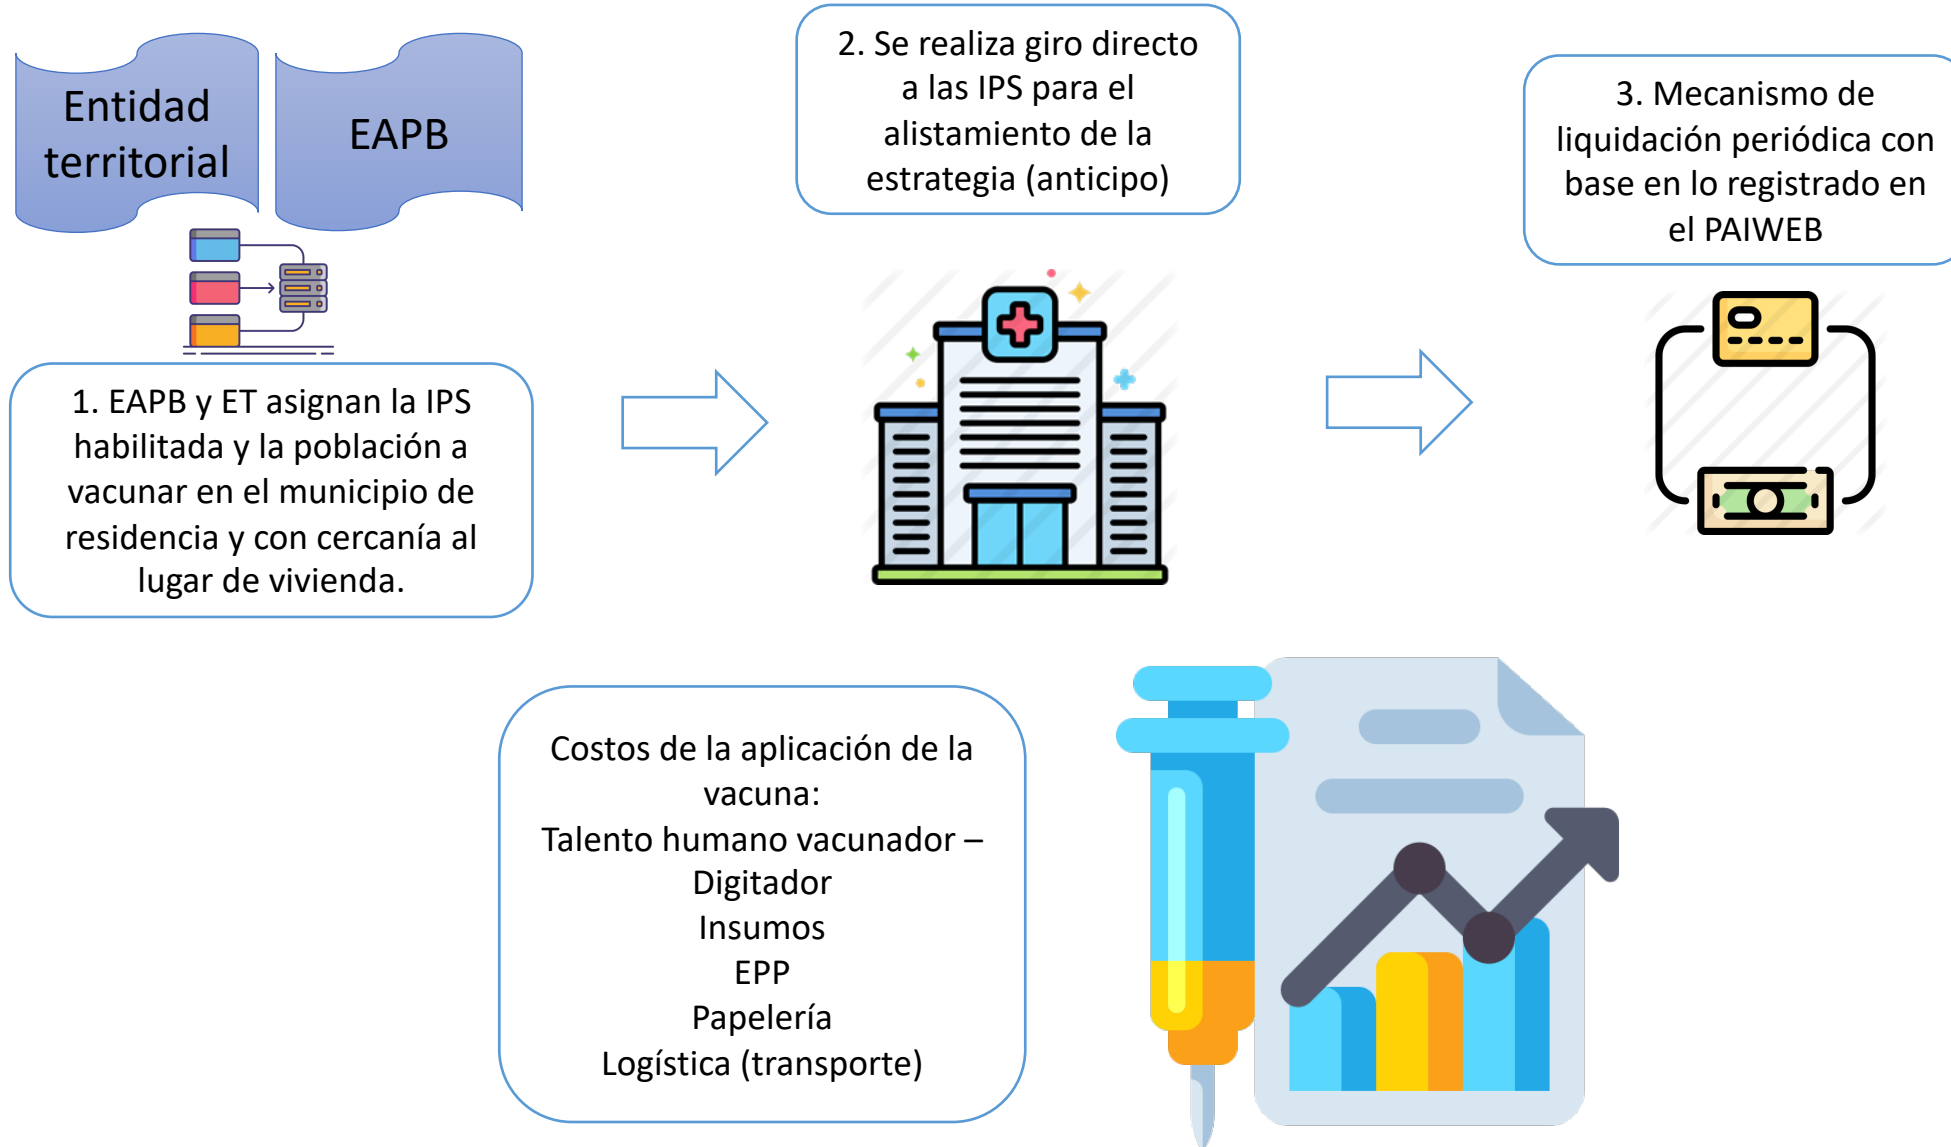 Entidad
territorial
EAPB
1. EAPB y ET asignan la IPS
habilitada y la población a
vacunar en el municipio de
residencia y con cercanía al
lugar de vivienda.
2. Se realiza giro directo
a las IPS para el
alistamiento de la
estrategia (anticipo)
3. Mecanismo de
liquidación periódica con
base en lo registrado en
el PAIWEB
Costos de la aplicación de la
vacuna:
Talento humano vacunador –
Digitador
Insumos
EPP
Papelería
Logística (transporte)